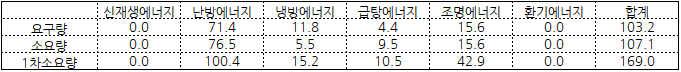 신재생에너지 난방에너지 냉방에너지 급탕에너지 조명에너지 환기에너지 합계
요구량 0.0 71.4 11.8 4.4 15.6 0.0 103.2
소요량 0.0 76.5 5.5 9.5 15.6 0.0 107.1
1차소요량 0.0 100.4 15.2 10.5 42.9 0.0 169.0